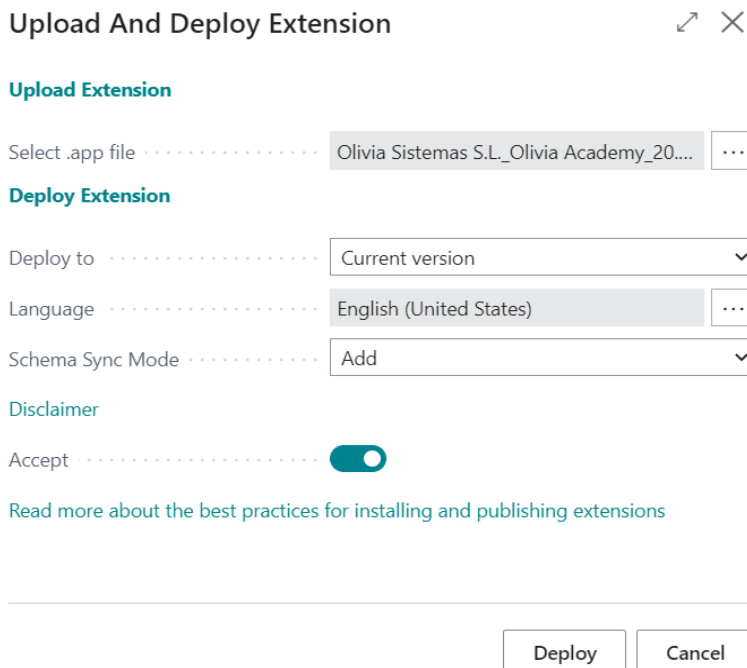 Upload And Deploy Extension
Upload Extension
Select .app file
Olivia Sistemas S.L._Olivia Academy_20....
Deploy Extension
Deploy to
Current version
Language
English (United States)
Schema Sync Mode
Add
Disclaimer
Accept
Read more about the best practices for installing and publishing extensions
Deploy
Cancel